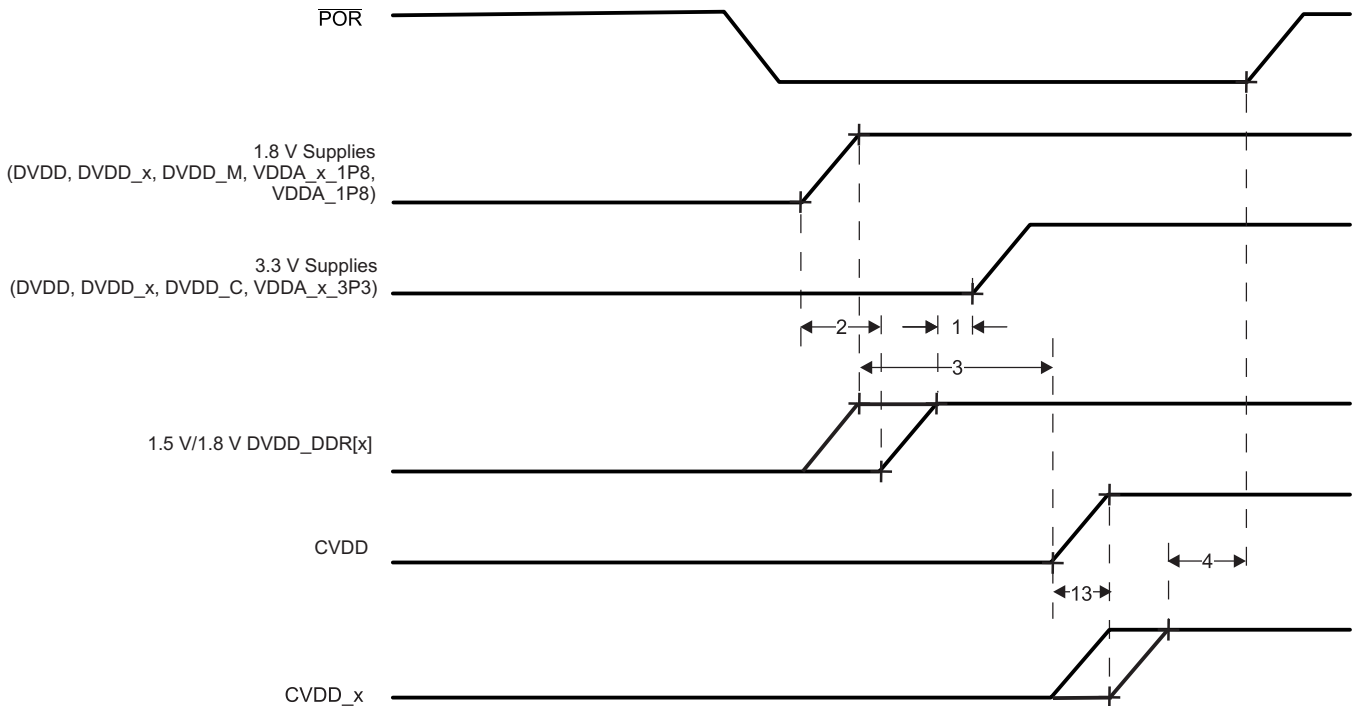 POR
1.8 V Supplies
(DVDD, DVDD_x, DVDD_M, VDDA_x_1P8,
VDDA_1P8)
3.3 V Supplies
(DVDD, DVDD_x, DVDD_C, VDDA_x_3P3)
2
1
3
1.5 V/1.8 V DVDD_DDR[x]
CVDD
4
13
CVDD_x